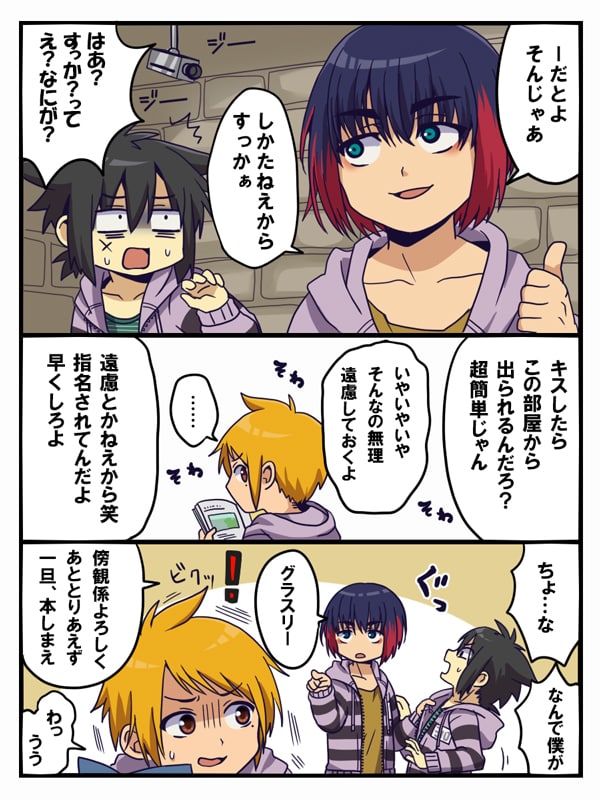 ーだとよ
そんじゃあ
しかたねえから
すっかぁ
ジー
ジー
はあ?
すっか?って
え?なにが?
キスしたら
この部屋から
出られるんだろ?
超簡単じゃん
いやいやいや
そんなの無理
遠慮しておくよ
そわ
そわ
そわ
……
遠慮とかねえから笑
指名されてんだよ
早くしろよ
ちょ…な
なんで僕が
ぐっ
グラスリー
!
ビクッ
傍観係よろしく
あととりあえず
一旦、本しまえ
わっ
うう